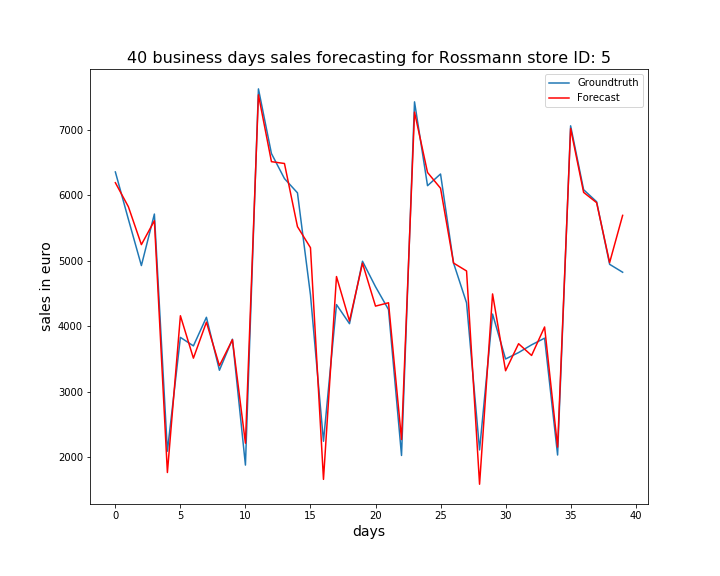 40 business days sales forecasting for Rossmann store ID: 5
Groundtruth
Forecast
sales in euro
7000
6000
5000
4000
3000
2000
0 5 10 15 20 25 30 35 40
days